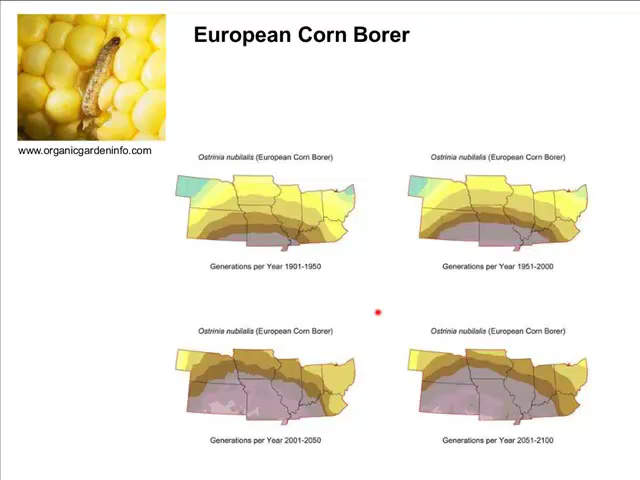 European Corn Borer
www.organicgardeninfo.com
Ostrinia nubilalis (European Corn Borer)
Ostrinia nubilalis (European Corn Borer)
Generations per Year 1901-1950
Generations per Year 1951-2000
Ostrinia nubilalis (European Corn Borer)
Ostrinia nubilalis (European Corn Borer)
Generations per Year 2001-2050
Generations per Year 2051-2100